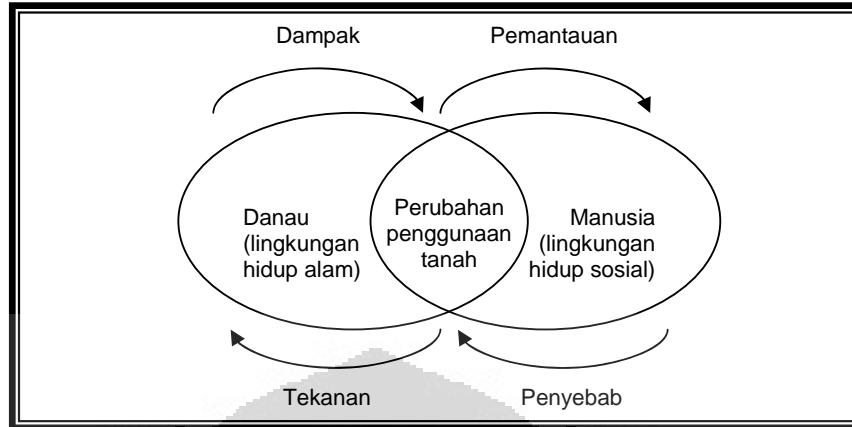 Dampak
Pemantauan
Danau
(lingkungan
hidup alam)
Perubahan
penggunaan
tanah
Manusia
(lingkungan
hidup sosial)
Tekanan
Penyebab